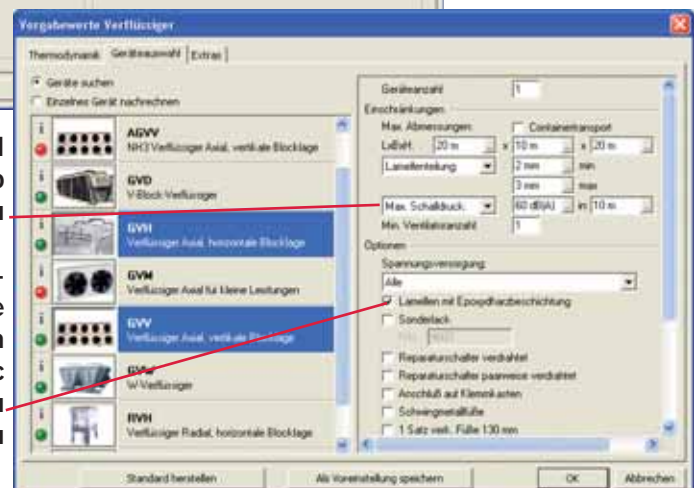 Vorgabewerte Verflüssiger
Thermodynamik Geräteauswahl Extras
Geräte suchen
Einzelnes Gerät nachrechnen
AGVV
NH3 Verflüssiger Axial, vertikale Blocklage
GVD
V-Block Verflüssiger
GVH
Verflüssiger Axial, horizontale Blocklage
GVM
Verflüssiger Axial für kleine Leistungen
GVV
Verflüssiger Axial, vertikale Blocklage
GVW
W-Verflüssiger
RVH
Verflüssiger Radial, horizontale Blocklage
Geräteanzahl 1
Einschränkungen
Max. Abmessungen: Containertransport
LxBxH: 20 m x 10 m x 20 m
Lamellenteilung 2 mm min
3 mm max
Max. Schalldruck 60 dB(A) in 10 m
Min. Ventilatoranzahl 1
Optionen
Spannungsversorgung:
Alle
Lamellen mit Epoxydharzbeschichtung
Sonderlack
Reparaturschalter verdrahtet
Reparaturschalter paarweise verdrahtet
Anschluß auf Klemmkasten
Schwingmetallfüße
1 Satz verk. Füße 130 mm
Standard herstellen Als Voreinstellung speichern OK Abbrechen